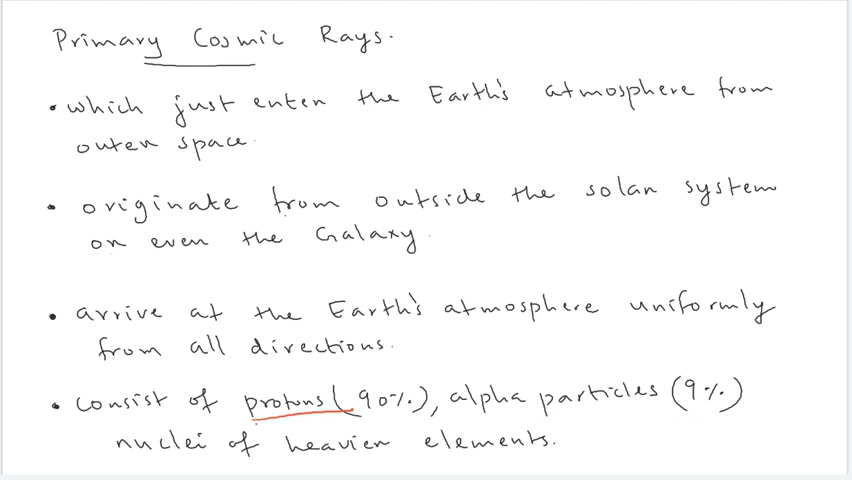 Primary Cosmic Rays.
• which just enter the Earth's atmosphere from
outer space.
• originate from outside the solar system
or even the Galaxy.
• arrive at the Earth's atmosphere uniformly
from all directions.
• consist of protons (90%), alpha particles (9%)
nuclei of heavier elements.